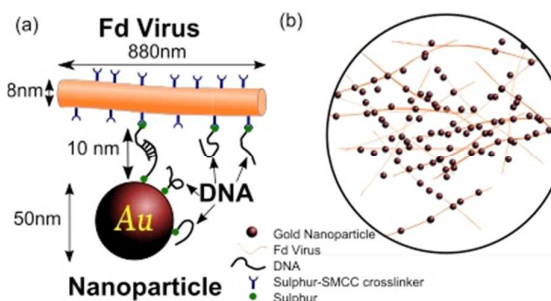 (a)
Fd Virus
880nm
8nm
10 nm
DNA
50nm
Au
Nanoparticle
(b)
Gold Nanoparticle
Fd Virus
DNA
Sulphur-SMCC crosslinker
Sulphur